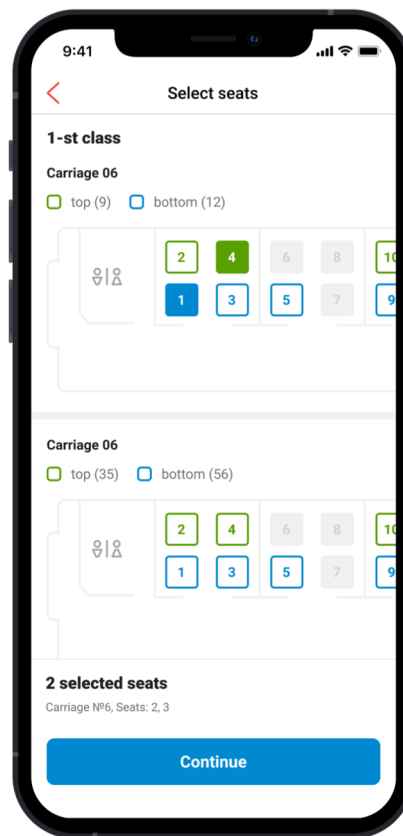 9:41
Select seats
1-st class
Carriage 06
top (9) bottom (12)
2 4 6 8 10
1 3 5 7 9
Carriage 06
top (35) bottom (56)
2 4 6 8 10
1 3 5 7 9
2 selected seats
Carriage №6, Seats: 2, 3
Continue